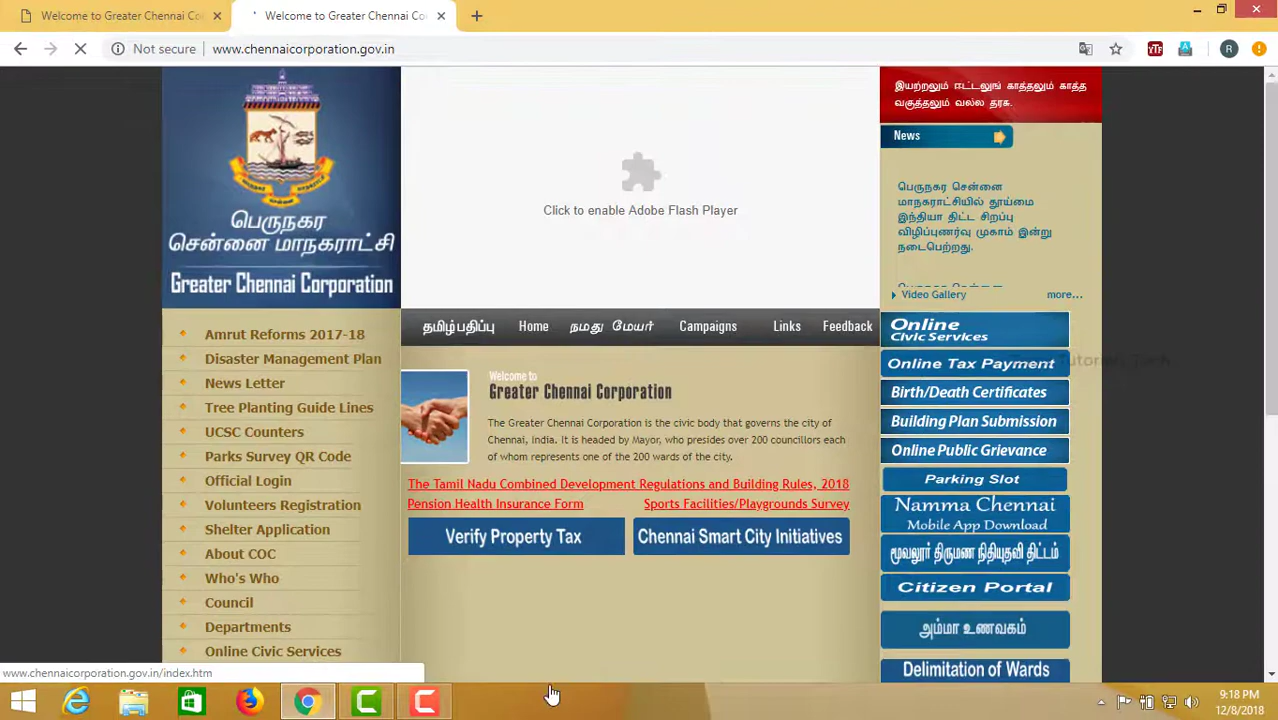 Welcome to Greater Chennai Co
Welcome to Greater Chennai Co
Not secure
www.chennaicorporation.gov.in
YTF
A
R
பெருநகர
சென்னை மாநகராட்சி
Greater Chennai Corporation
Click to enable Adobe Flash Player
இயற்றலும் ஈட்டலுங் காத்தலும் காத்த
வகுத்தலும் வல்ல தரசு.
News
பெருநகர சென்னை
மாநகராட்சியில் தூய்மை
இந்தியா திட்ட சிறப்பு
விழிப்புணர்வு முகாம் இன்று
நடைபெற்றது.
Video Gallery
more...
தமிழ்பதிப்பு
Home
நமது மேயர்
Campaigns
Links
Feedback
Amrut Reforms 2017-18
Disaster Management Plan
News Letter
Tree Planting Guide Lines
UCSC Counters
Parks Survey QR Code
Official Login
Volunteers Registration
Shelter Application
About COC
Who's Who
Council
Departments
Online Civic Services
Welcome to
Greater Chennai Corporation
The Greater Chennai Corporation is the civic body that governs the city of
Chennai, India. It is headed by Mayor, who presides over 200 councillors each
of whom represents one of the 200 wards of the city.
The Tamil Nadu Combined Development Regulations and Building Rules, 2018
Pension Health Insurance Form
Sports Facilities/Playgrounds Survey
Verify Property Tax
Chennai Smart City Initiatives
Online
Civic Services
Online Tax Payment
Birth/Death Certificates
Building Plan Submission
Online Public Grievance
Parking Slot
Namma Chennai
Mobile App Download
மூவலூர் திருமண நிதியுதவி திட்டம்
Citizen Portal
அம்மா உணவகம்
Delimitation of Wards
www.chennaicorporation.gov.in/index.htm
9:18 PM
12/8/2018